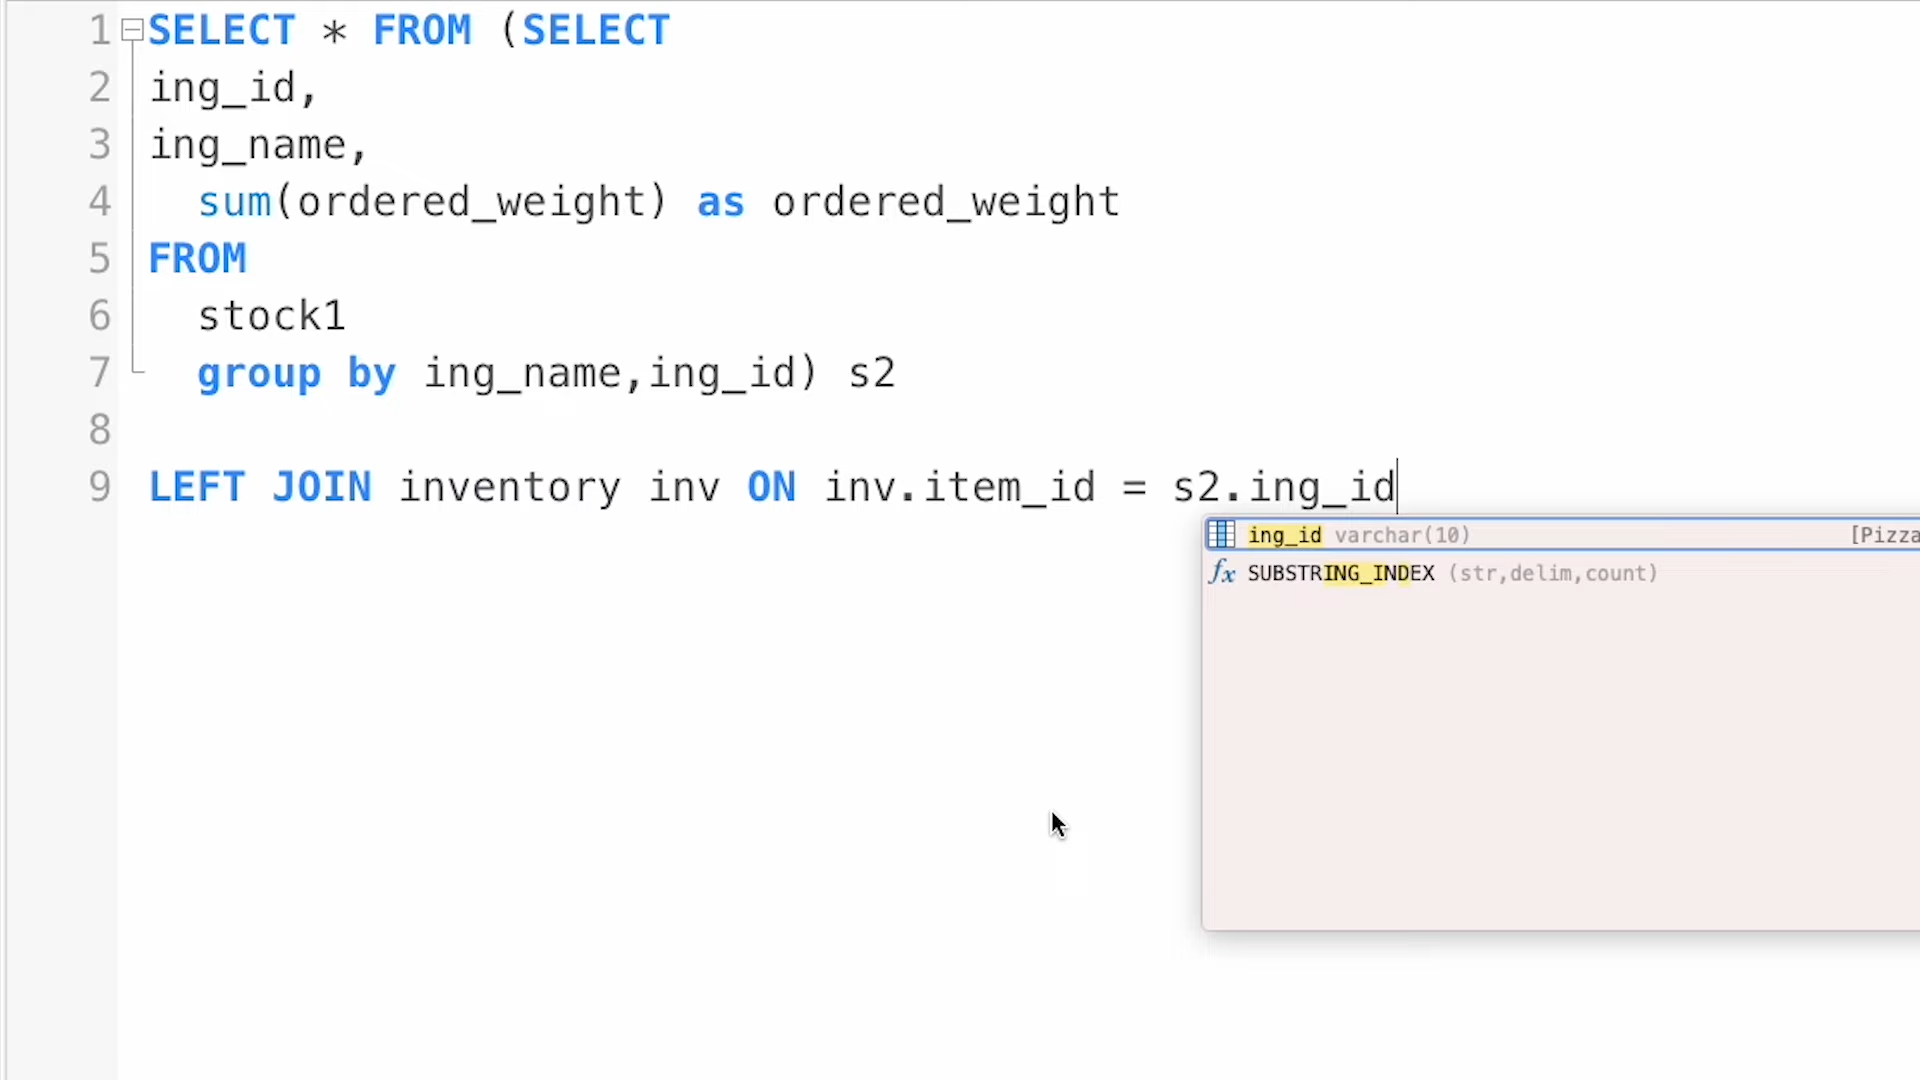 1 SELECT * FROM (SELECT
2 ing_id,
3 ing_name,
4 sum(ordered_weight) as ordered_weight
5 FROM
6 stock1
7 group by ing_name,ing_id) s2
8
9 LEFT JOIN inventory inv ON inv.item_id = s2.ing_id
ing_id varchar(10) [Pizza
fx SUBSTRING_INDEX (str,delim,count)